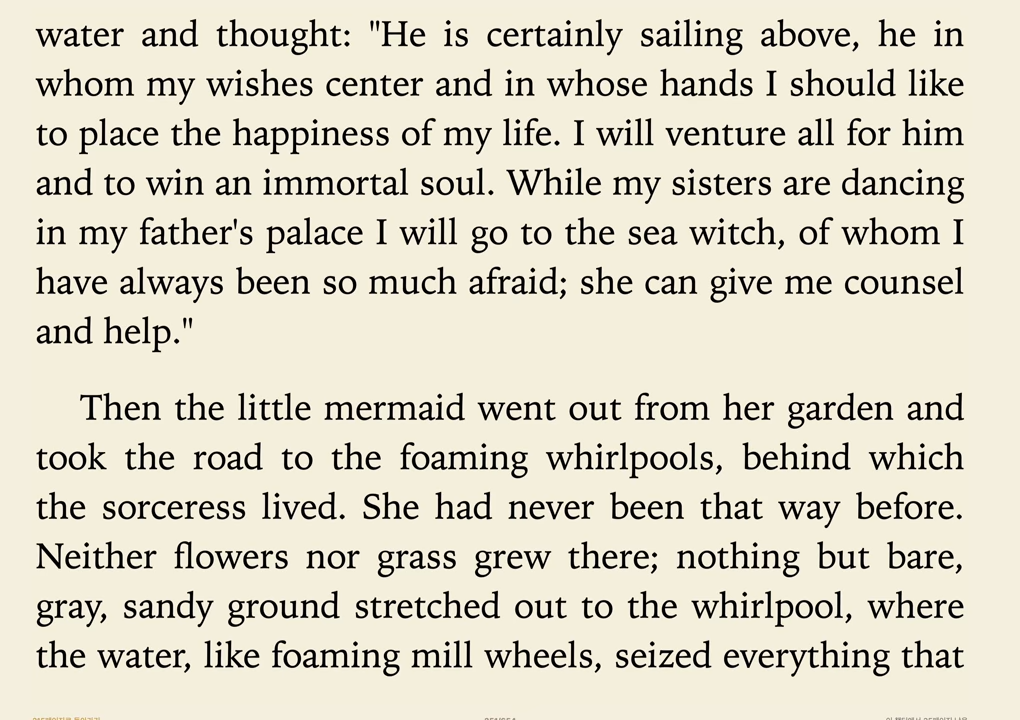 water and thought: "He is certainly sailing above, he in
whom my wishes center and in whose hands I should like
to place the happiness of my life. I will venture all for him
and to win an immortal soul. While my sisters are dancing
in my father's palace I will go to the sea witch, of whom I
have always been so much afraid; she can give me counsel
and help."
Then the little mermaid went out from her garden and
took the road to the foaming whirlpools, behind which
the sorceress lived. She had never been that way before.
Neither flowers nor grass grew there; nothing but bare,
gray, sandy ground stretched out to the whirlpool, where
the water, like foaming mill wheels, seized everything that